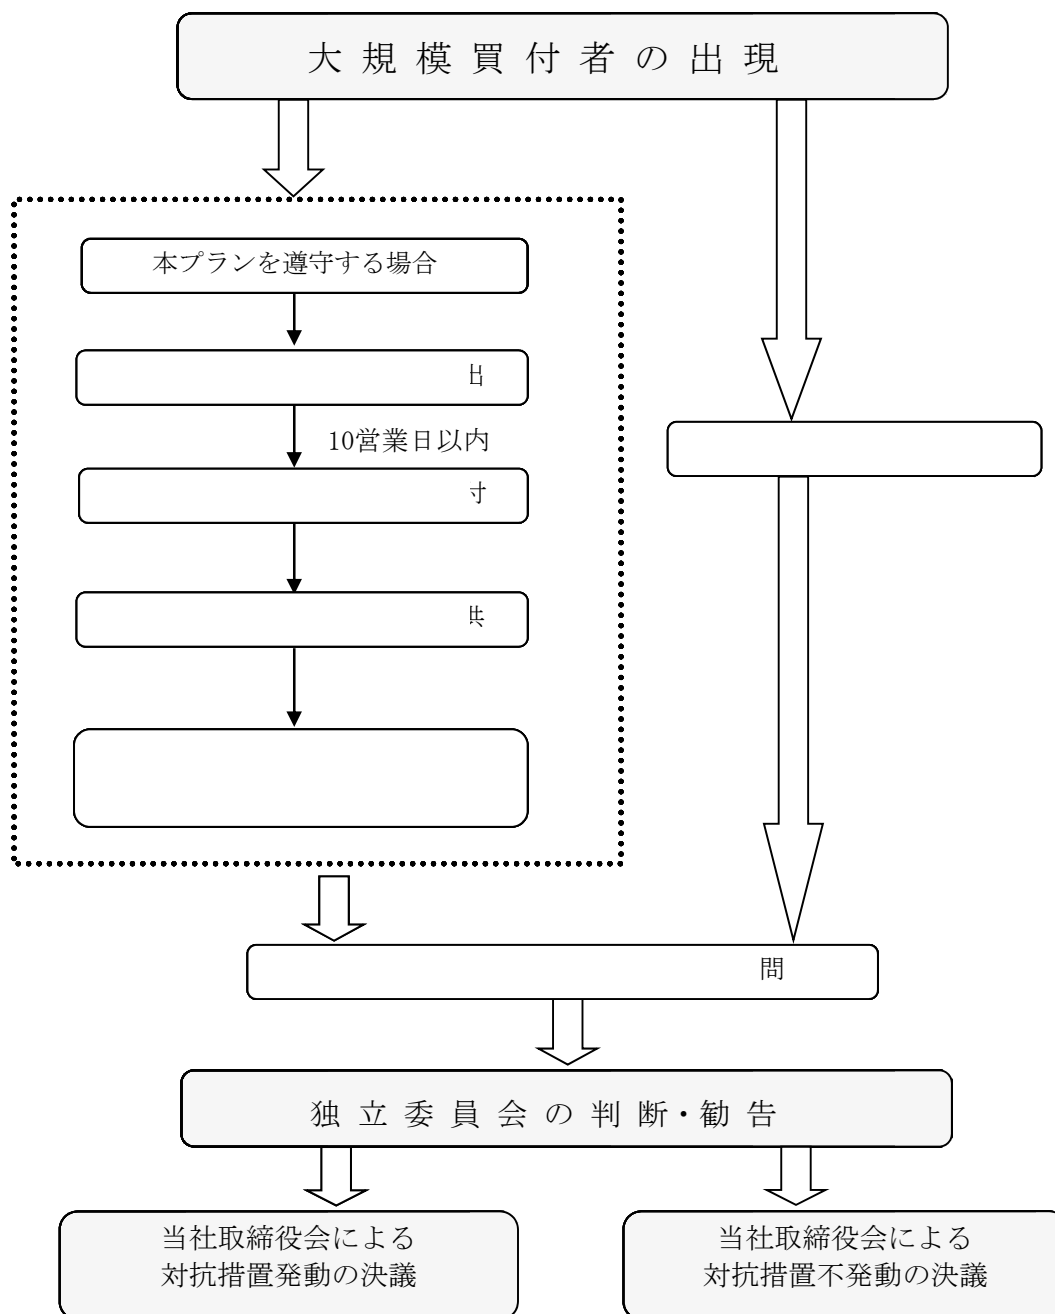 大規模買付者の出現
本プランを遵守する場合
10営業日以内
問
独立委員会の判断・勧告
当社取締役会による
対抗措置発動の決議
当社取締役会による
対抗措置不発動の決議